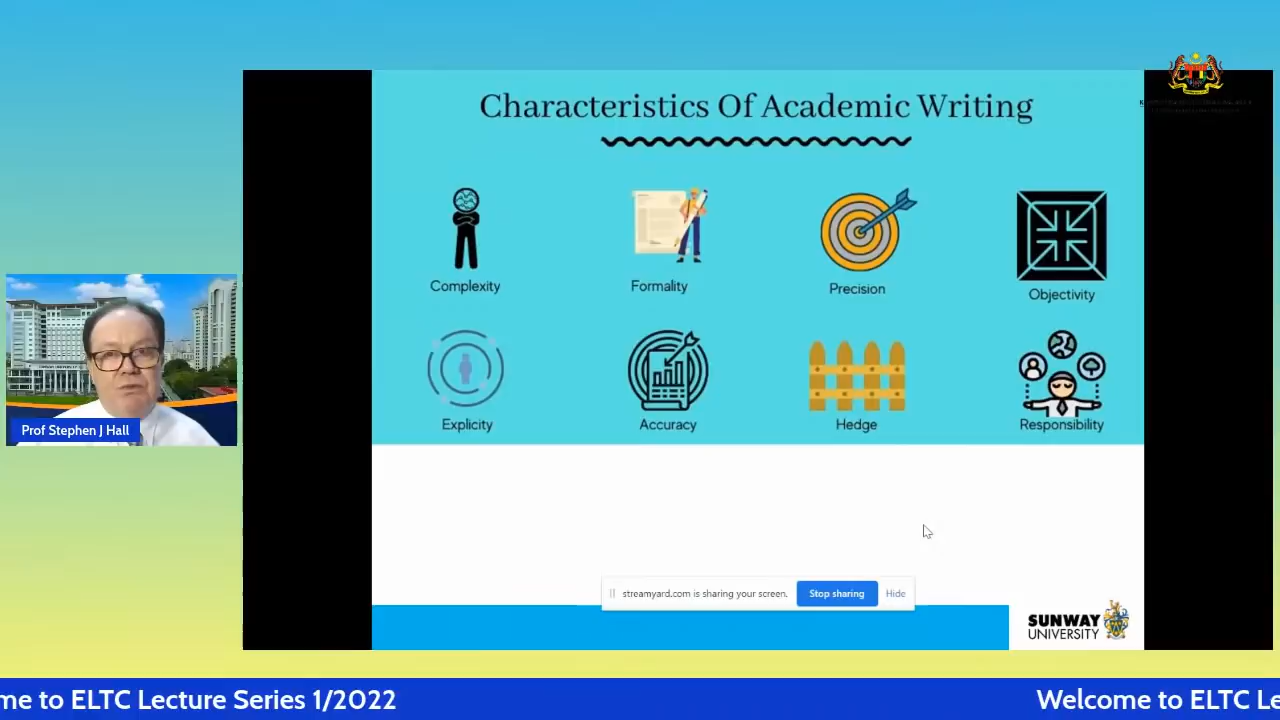 Characteristics Of Academic Writing
Complexity
Formality
Precision
Objectivity
Explicity
Accuracy
Hedge
Responsibility
Prof Stephen J Hall
streamyard.com is sharing your screen.
Stop sharing
Hide
SUNWAY
UNIVERSITY
me to ELTC Lecture Series 1/2022
Welcome to ELTC Le